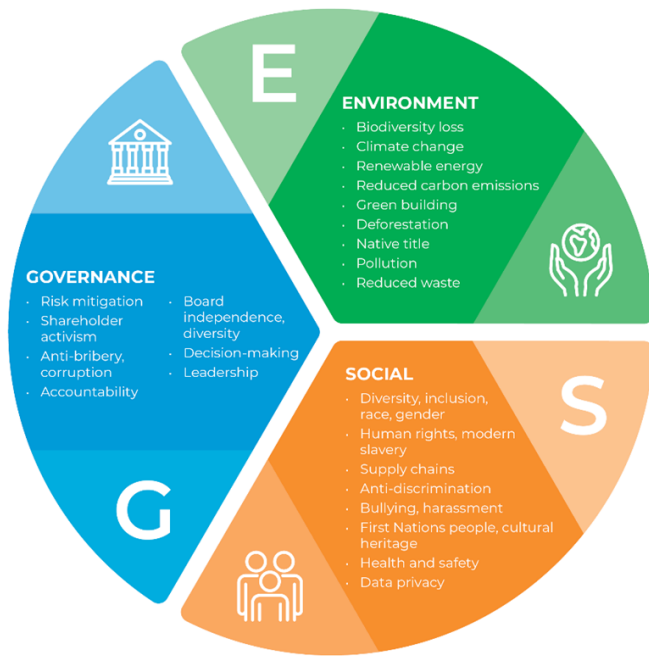 E
ENVIRONMENT
· Biodiversity loss
· Climate change
· Renewable energy
· Reduced carbon emissions
· Green building
· Deforestation
· Native title
· Pollution
· Reduced waste
GOVERNANCE
· Risk mitigation
· Shareholder
activism
· Anti-bribery,
corruption
· Accountability
· Board
independence,
diversity
· Decision-making
· Leadership
G
SOCIAL
· Diversity, inclusion,
race, gender
· Human rights, modern
slavery
· Supply chains
· Anti-discrimination
· Bullying, harassment
· First Nations people, cultural
heritage
· Health and safety
· Data privacy
S